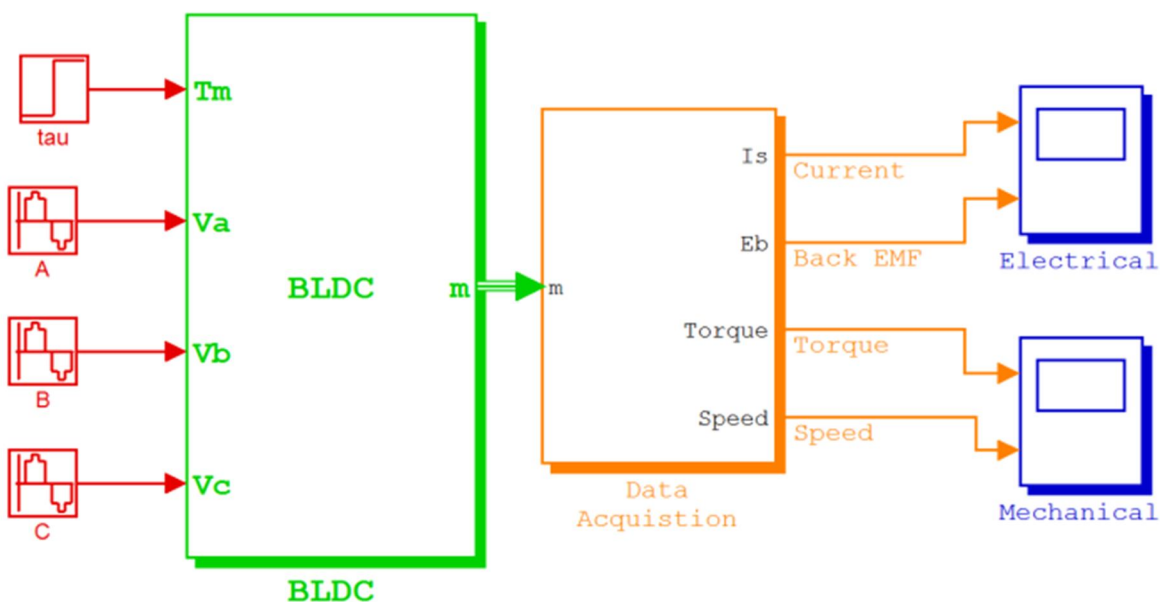 tau
A
B
C
Tm
Va
Vb
Vc
BLDC
m
BLDC
m
Is
Eb
Torque
Speed
Data
Acquistion
Current
Back EMF
Torque
Speed
Electrical
Mechanical